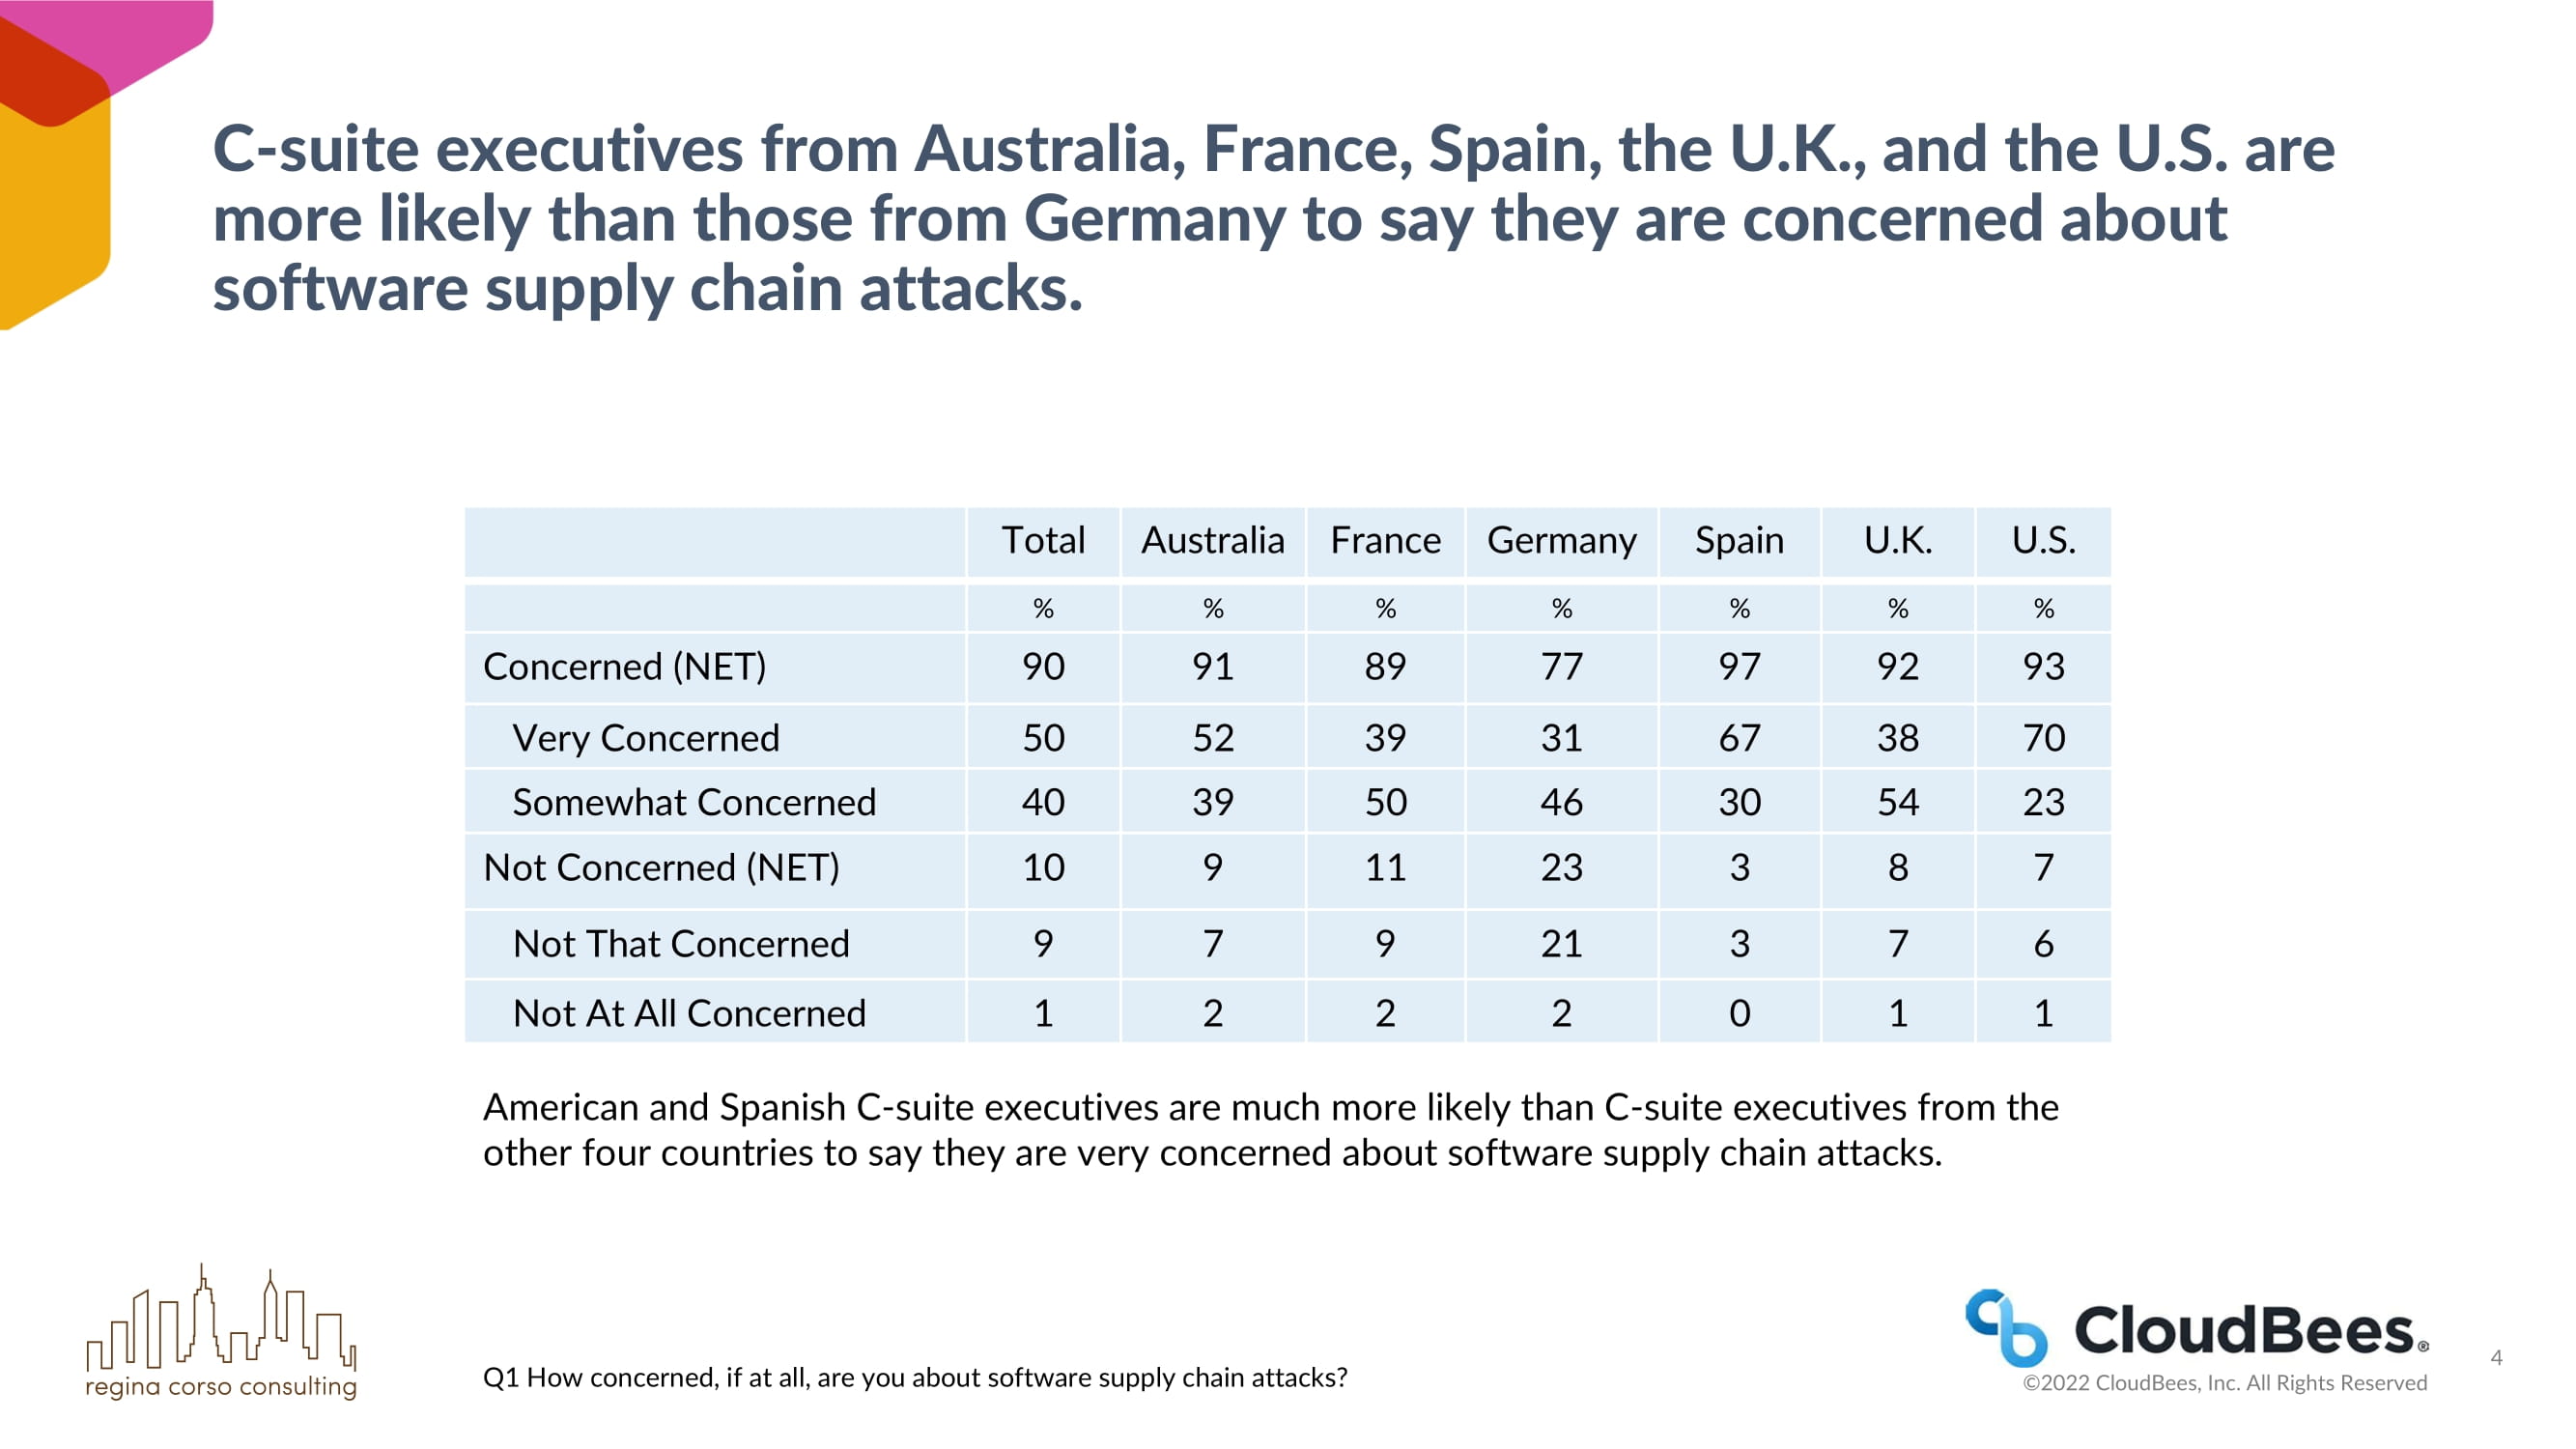 C-suite executives from Australia, France, Spain, the U.K., and the U.S. are
more likely than those from Germany to say they are concerned about
software supply chain attacks.
Total Australia France Germany Spain U.K. U.S.
% % % % % % %
Concerned (NET) 90 91 89 77 97 92 93
Very Concerned 50 52 39 31 67 38 70
Somewhat Concerned 40 39 50 46 30 54 23
Not Concerned (NET) 10 9 11 23 3 8 7
Not That Concerned 9 7 9 21 3 7 6
Not At All Concerned 1 2 2 2 0 1 1
American and Spanish C-suite executives are much more likely than C-suite executives from the
other four countries to say they are very concerned about software supply chain attacks.
regina corso consulting
Q1 How concerned, if at all, are you about software supply chain attacks?
CloudBees®
©2022 CloudBees, Inc. All Rights Reserved
4